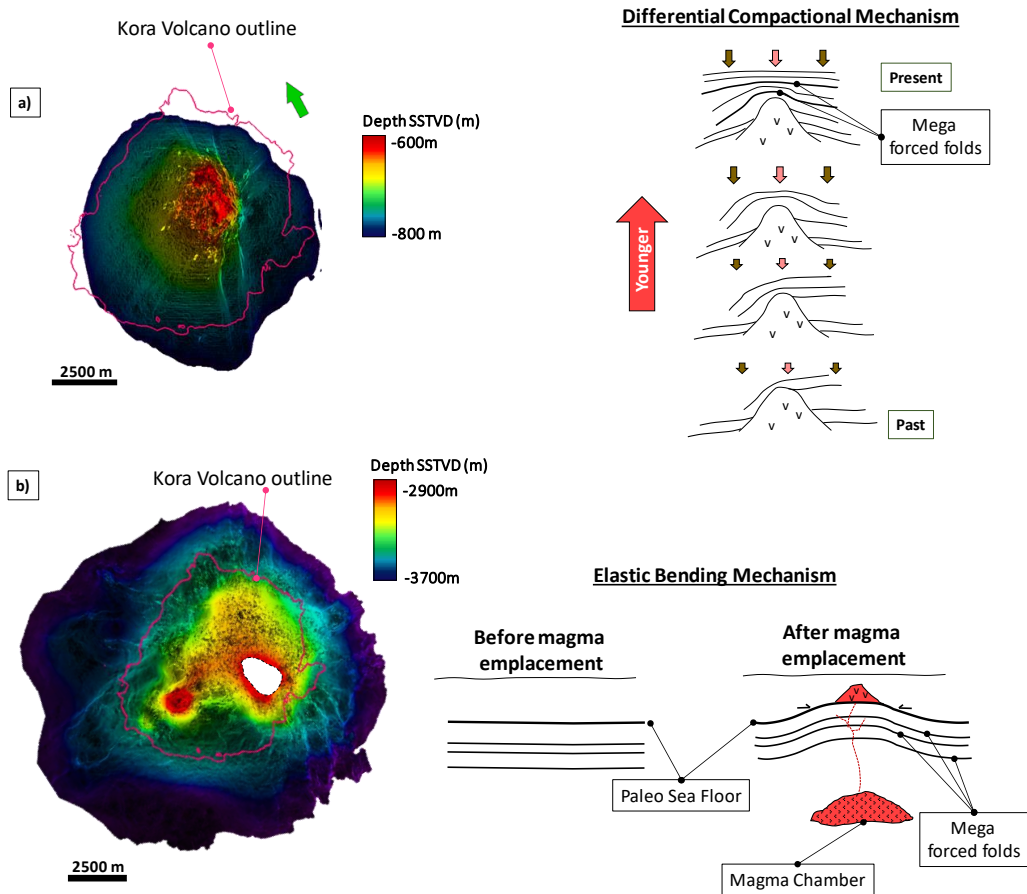 Kora Volcano outline
a)
Depth SSTVD (m)
-600m
-800 m
2500 m
Differential Compactional Mechanism
Present
Mega
forced folds
Younger
v
v v
v
v v
v
v v
v
v v
Past
b)
Kora Volcano outline
Depth SSTVD (m)
-2900m
-3700m
2500 m
Elastic Bending Mechanism
Before magma
emplacement
After magma
emplacement
v
v v
Paleo Sea Floor
Magma Chamber
Mega
forced folds